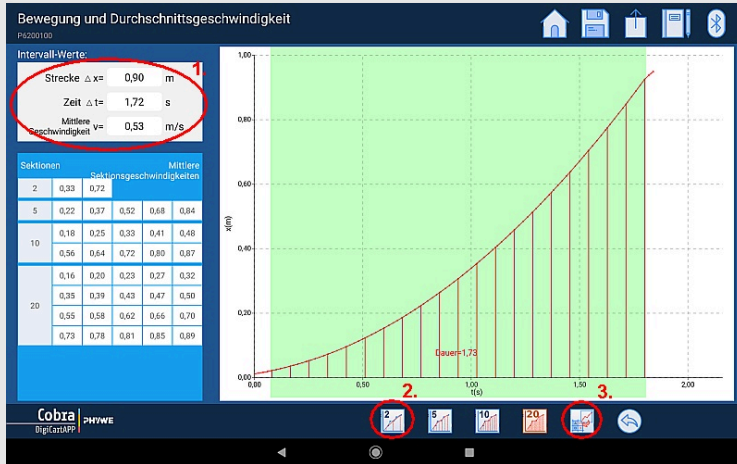 Bewegung und Durchschnittsgeschwindigkeit
P6200100
Intervall-Werte:
1.
Strecke △ x= 0,90 m
Zeit △ t= 1,72 s
Mittlere
Geschwindigkeit v= 0,53 m/s
Sektionen Mittlere
Sektionsgeschwindigkeiten
2 0,33 0,72
5 0,22 0,37 0,52 0,68 0,84
10 0,18 0,25 0,33 0,41 0,48
0,56 0,64 0,72 0,80 0,87
20 0,16 0,20 0,23 0,27 0,32
0,35 0,39 0,43 0,47 0,50
0,55 0,58 0,62 0,66 0,70
0,73 0,78 0,81 0,85 0,89
1,00
0,80
0,60
x(m)
0,40
0,20
0,00
Dauer=1,73
0,00 0,50 1,00 1,50 2,00
t(s)
2. 3.
Cobra PHYWE
DigiCartAPP
2 5 10 20